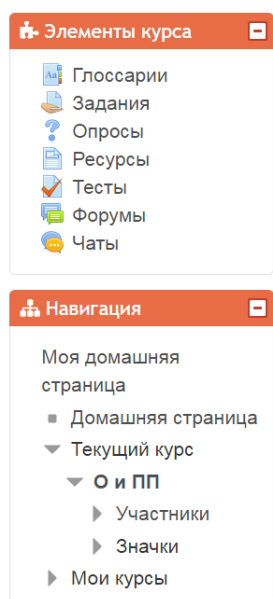 Элементы курса
Глоссарии
Задания
Опросы
Ресурсы
Тесты
Форумы
Чаты
Навигация
Моя домашняя
страница
Домашняя страница
Текущий курс
О и ПП
Участники
Значки
Мои курсы